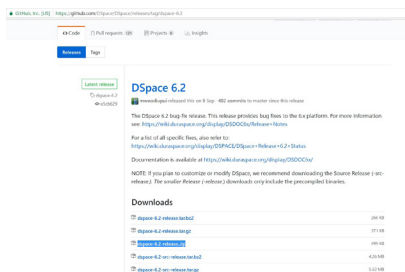 GitHub, Inc. [US] https://github.com/DSpace/DSpace/releases/tag/dspace-6.2
Code Pull requests Projects Insights
Releases Tags
Latest release
dspace-6.2
DSpace 6.2
released this on 8 Sep · commits to master since this release
The DSpace 6.2 bug-fix release. This release provides bug fixes to the 6.x platform. For more information
see: https://wiki.duraspace.org/display/DSDOC6x/Release+Notes
For a list of all specific fixes, also refer to:
https://wiki.duraspace.org/display/DSPACE/DSpace+Release+6.2+Status
Documentation is available at https://wiki.duraspace.org/display/DSDOC6x/
NOTE: If you plan to customize or modify DSpace, we recommend downloading the Source Release (-src-
release). The smaller Release (-release) downloads only include the precompiled binaries.
Downloads
dspace-6.2-release.tar.bz2
dspace-6.2-release.tar.gz
dspace-6.2-release.zip
dspace-6.2-src-release.tar.bz2 4.26 MB
dspace-6.2-src-release.tar.gz 5.52 MB